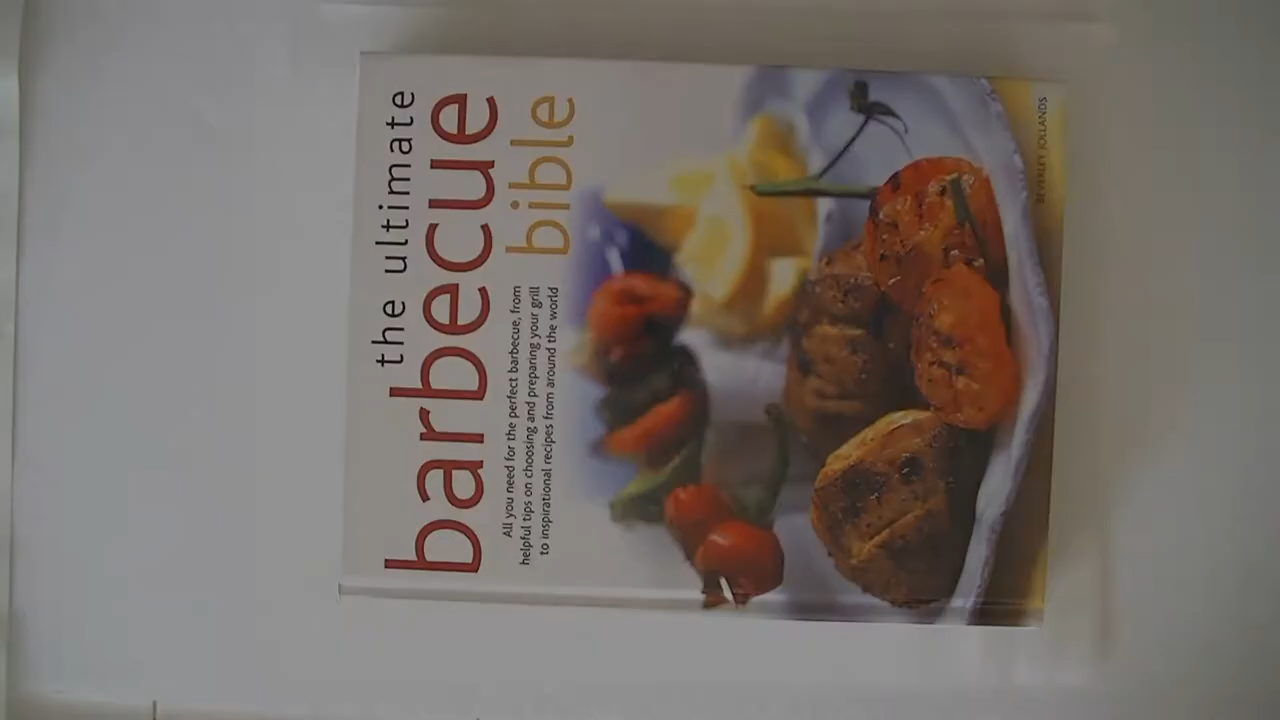 the ultimate
barbecue
bible
All you need for the perfect barbecue, from
helpful tips on choosing and preparing your grill
to inspirational recipes from around the world
BEVERLEY JOLLANDS